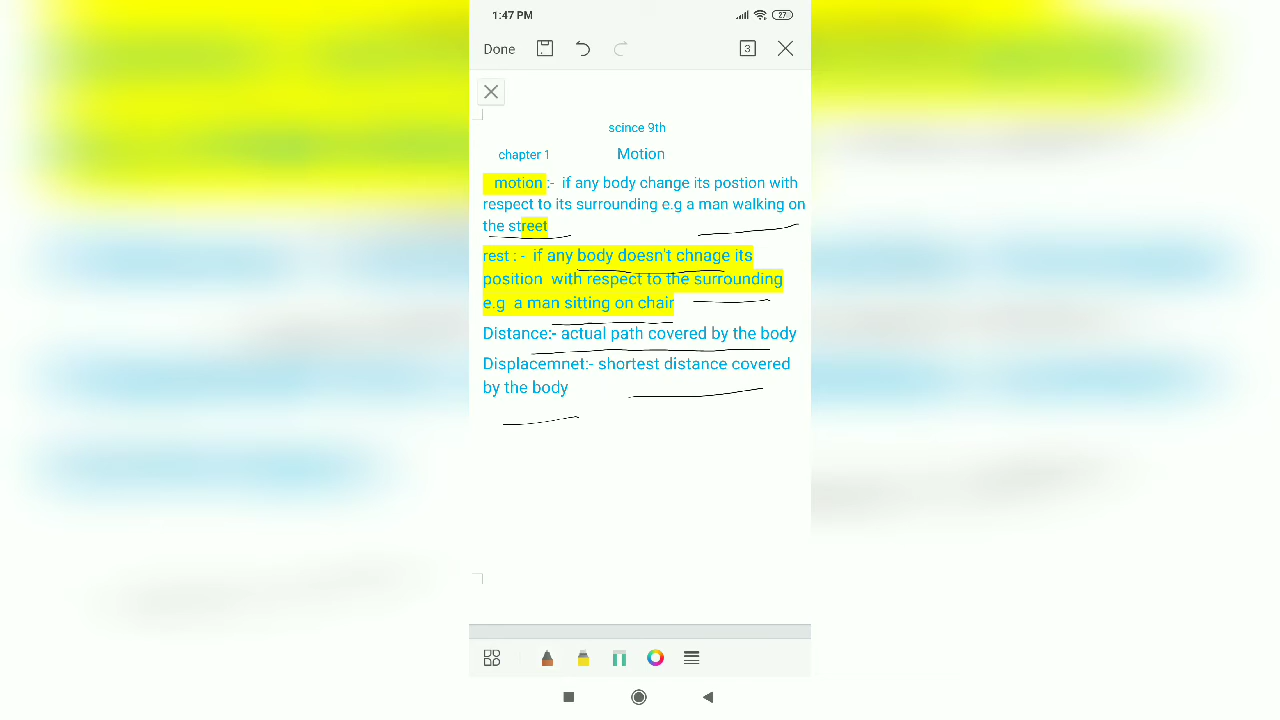 1:47 PM
27
Done
3
scince 9th
chapter 1 Motion
motion :- if any body change its postion with
respect to its surrounding e.g a man walking on
the street
rest : - if any body doesn't chnage its
position with respect to the surrounding
e.g a man sitting on chair
Distance:- actual path covered by the body
Displacemnet:- shortest distance covered
by the body